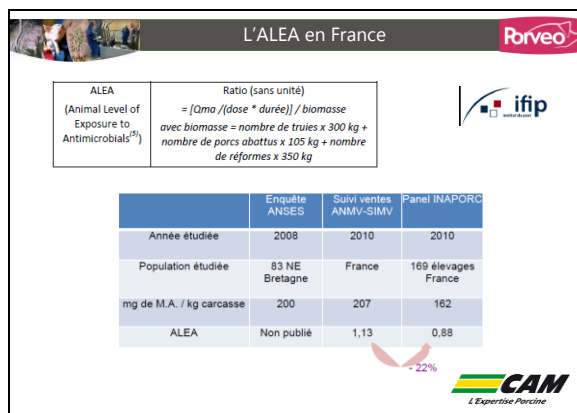 L'ALEA en France
Porveo
ALEA
(Animal Level of
Exposure to
Antimicrobials(5))
Ratio (sans unité)
= [Qma /(dose * durée)] / biomasse
avec biomasse = nombre de truies x 300 kg +
nombre de porcs abattus x 105 kg + nombre
de réformes x 350 kg
ifip
institut du porc
Enquête
ANSES
Suivi ventes
ANMV-SIMV
Panel INAPORC
Année étudiée
2008
2010
2010
Population étudiée
83 NE
Bretagne
France
169 élevages
France
mg de M.A. / kg carcasse
200
207
162
ALEA
Non publié
1,13
0,88
- 22%
CAM
L'Expertise Porcine